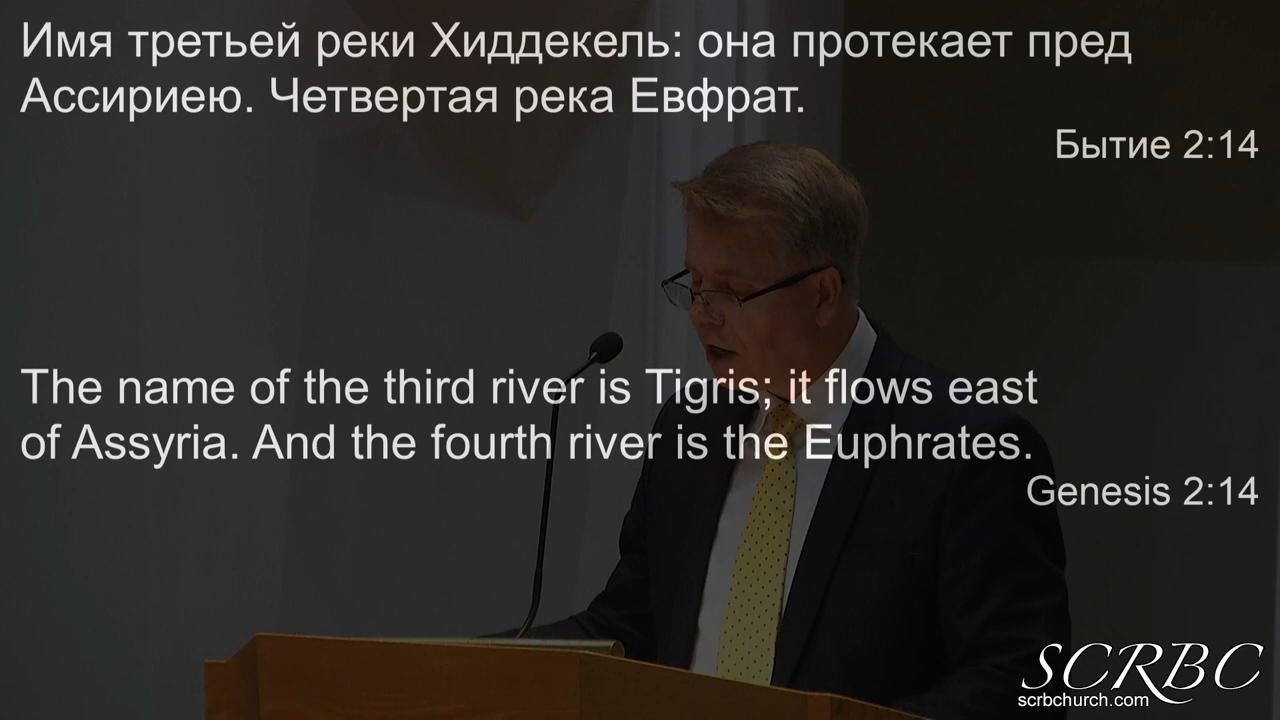 Имя третьей реки Хиддекель: она протекает пред
Ассириею. Четвертая река Евфрат.
Бытие 2:14
The name of the third river is Tigris; it flows east
of Assyria. And the fourth river is the Euphrates.
Genesis 2:14
SCRBC
scrbchurch.com